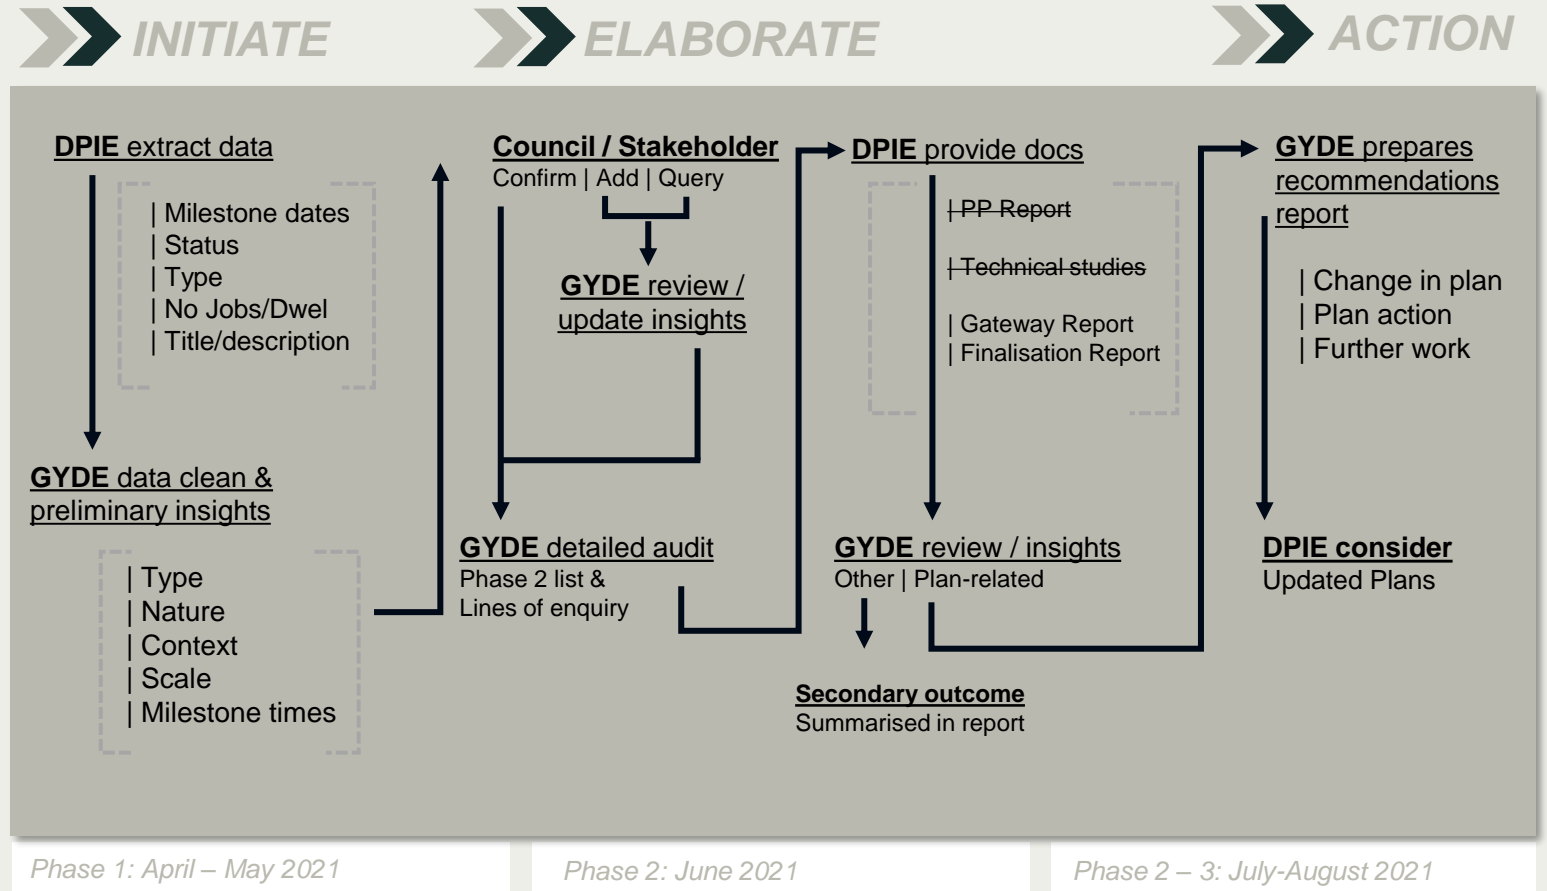 INITIATE
ELABORATE
ACTION
DPIE extract data
| Milestone dates
| Status
| Type
| No Jobs/Dwel
| Title/description
GYDE data clean &
preliminary insights
| Type
| Nature
| Context
| Scale
| Milestone times
Council / Stakeholder
Confirm | Add | Query
GYDE review /
update insights
GYDE detailed audit
Phase 2 list &
Lines of enquiry
DPIE provide docs
| PP Report
| Technical studies
| Gateway Report
| Finalisation Report
GYDE review / insights
Other | Plan-related
Secondary outcome
Summarised in report
GYDE prepares
recommendations
report
| Change in plan
| Plan action
| Further work
DPIE consider
Updated Plans
Phase 1: April – May 2021
Phase 2: June 2021
Phase 2 – 3: July-August 2021